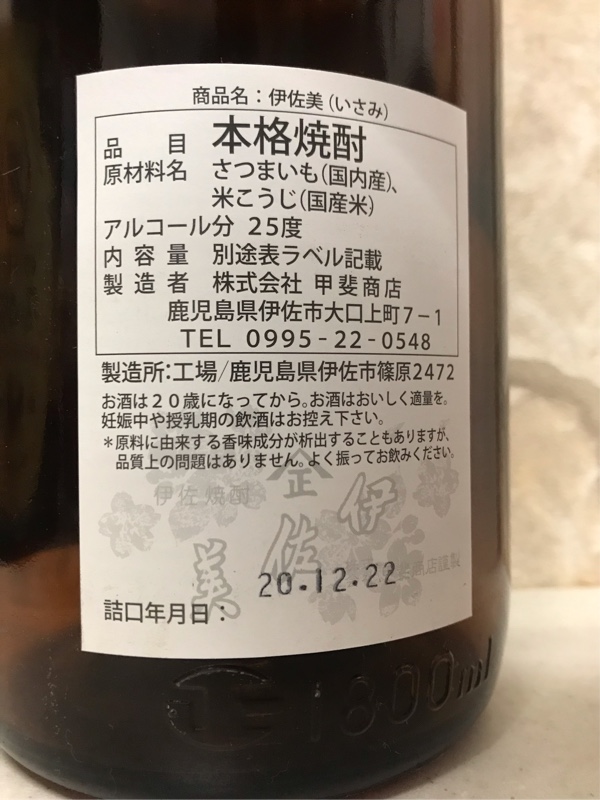 商品名：伊佐美（いさみ）
品目 本格焼酎
原材料名 さつまいも(国内産)、
米こうじ(国産米)
アルコール分 25度
内容量 別途表ラベル記載
製造者 株式会社 甲斐商店
鹿児島県伊佐市大口上町7－1
TEL 0995-22-0548
製造所:工場/鹿児島県伊佐市篠原2472
お酒は20歳になってから。お酒はおいしく適量を。
妊娠中や授乳期の飲酒はお控え下さい。
＊原料に由来する香味成分が析出することもありますが、
品質上の問題はありません。よく振ってお飲みください。
伊佐焼酎
伊佐美
商店謹製
詰口年月日： 20.12.22
1800ml